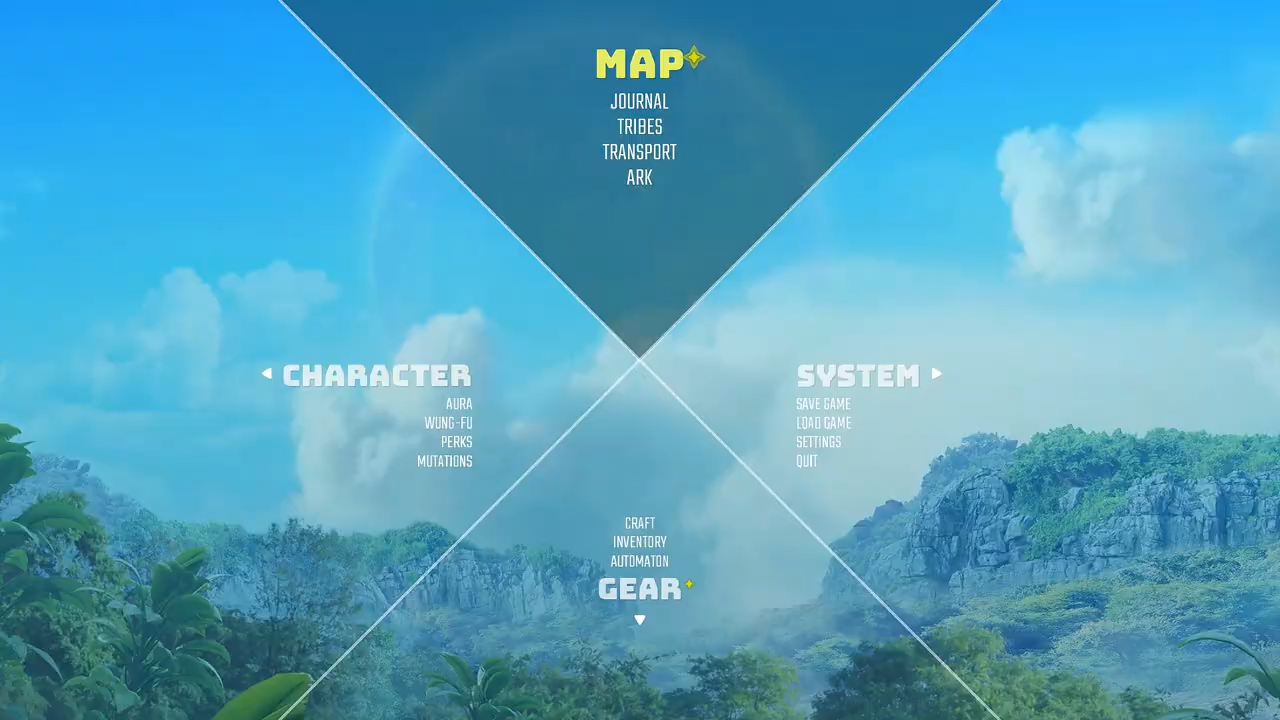 MAP
JOURNAL
TRIBES
TRANSPORT
ARK
CHARACTER
AURA
WUNG-FU
PERKS
MUTATIONS
SYSTEM
SAVE GAME
LOAD GAME
SETTINGS
QUIT
CRAFT
INVENTORY
AUTOMATON
GEAR